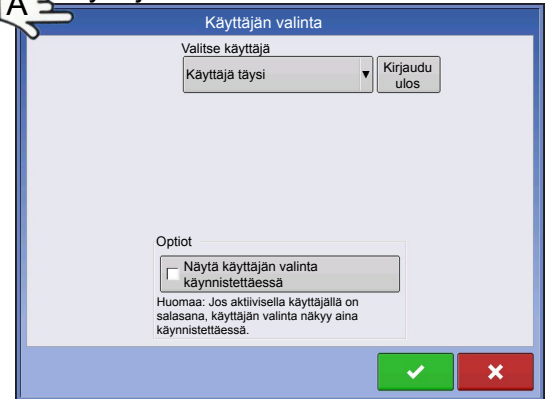 A
Käyttäjän valinta
Valitse käyttäjä
Käyttäjä täysi
Kirjaudu
ulos
Optiot
Näytä käyttäjän valinta
käynnistettäessä
Huomaa: Jos aktiivisella käyttäjällä on
salasana, käyttäjän valinta näkyy aina
käynnistettäessä.